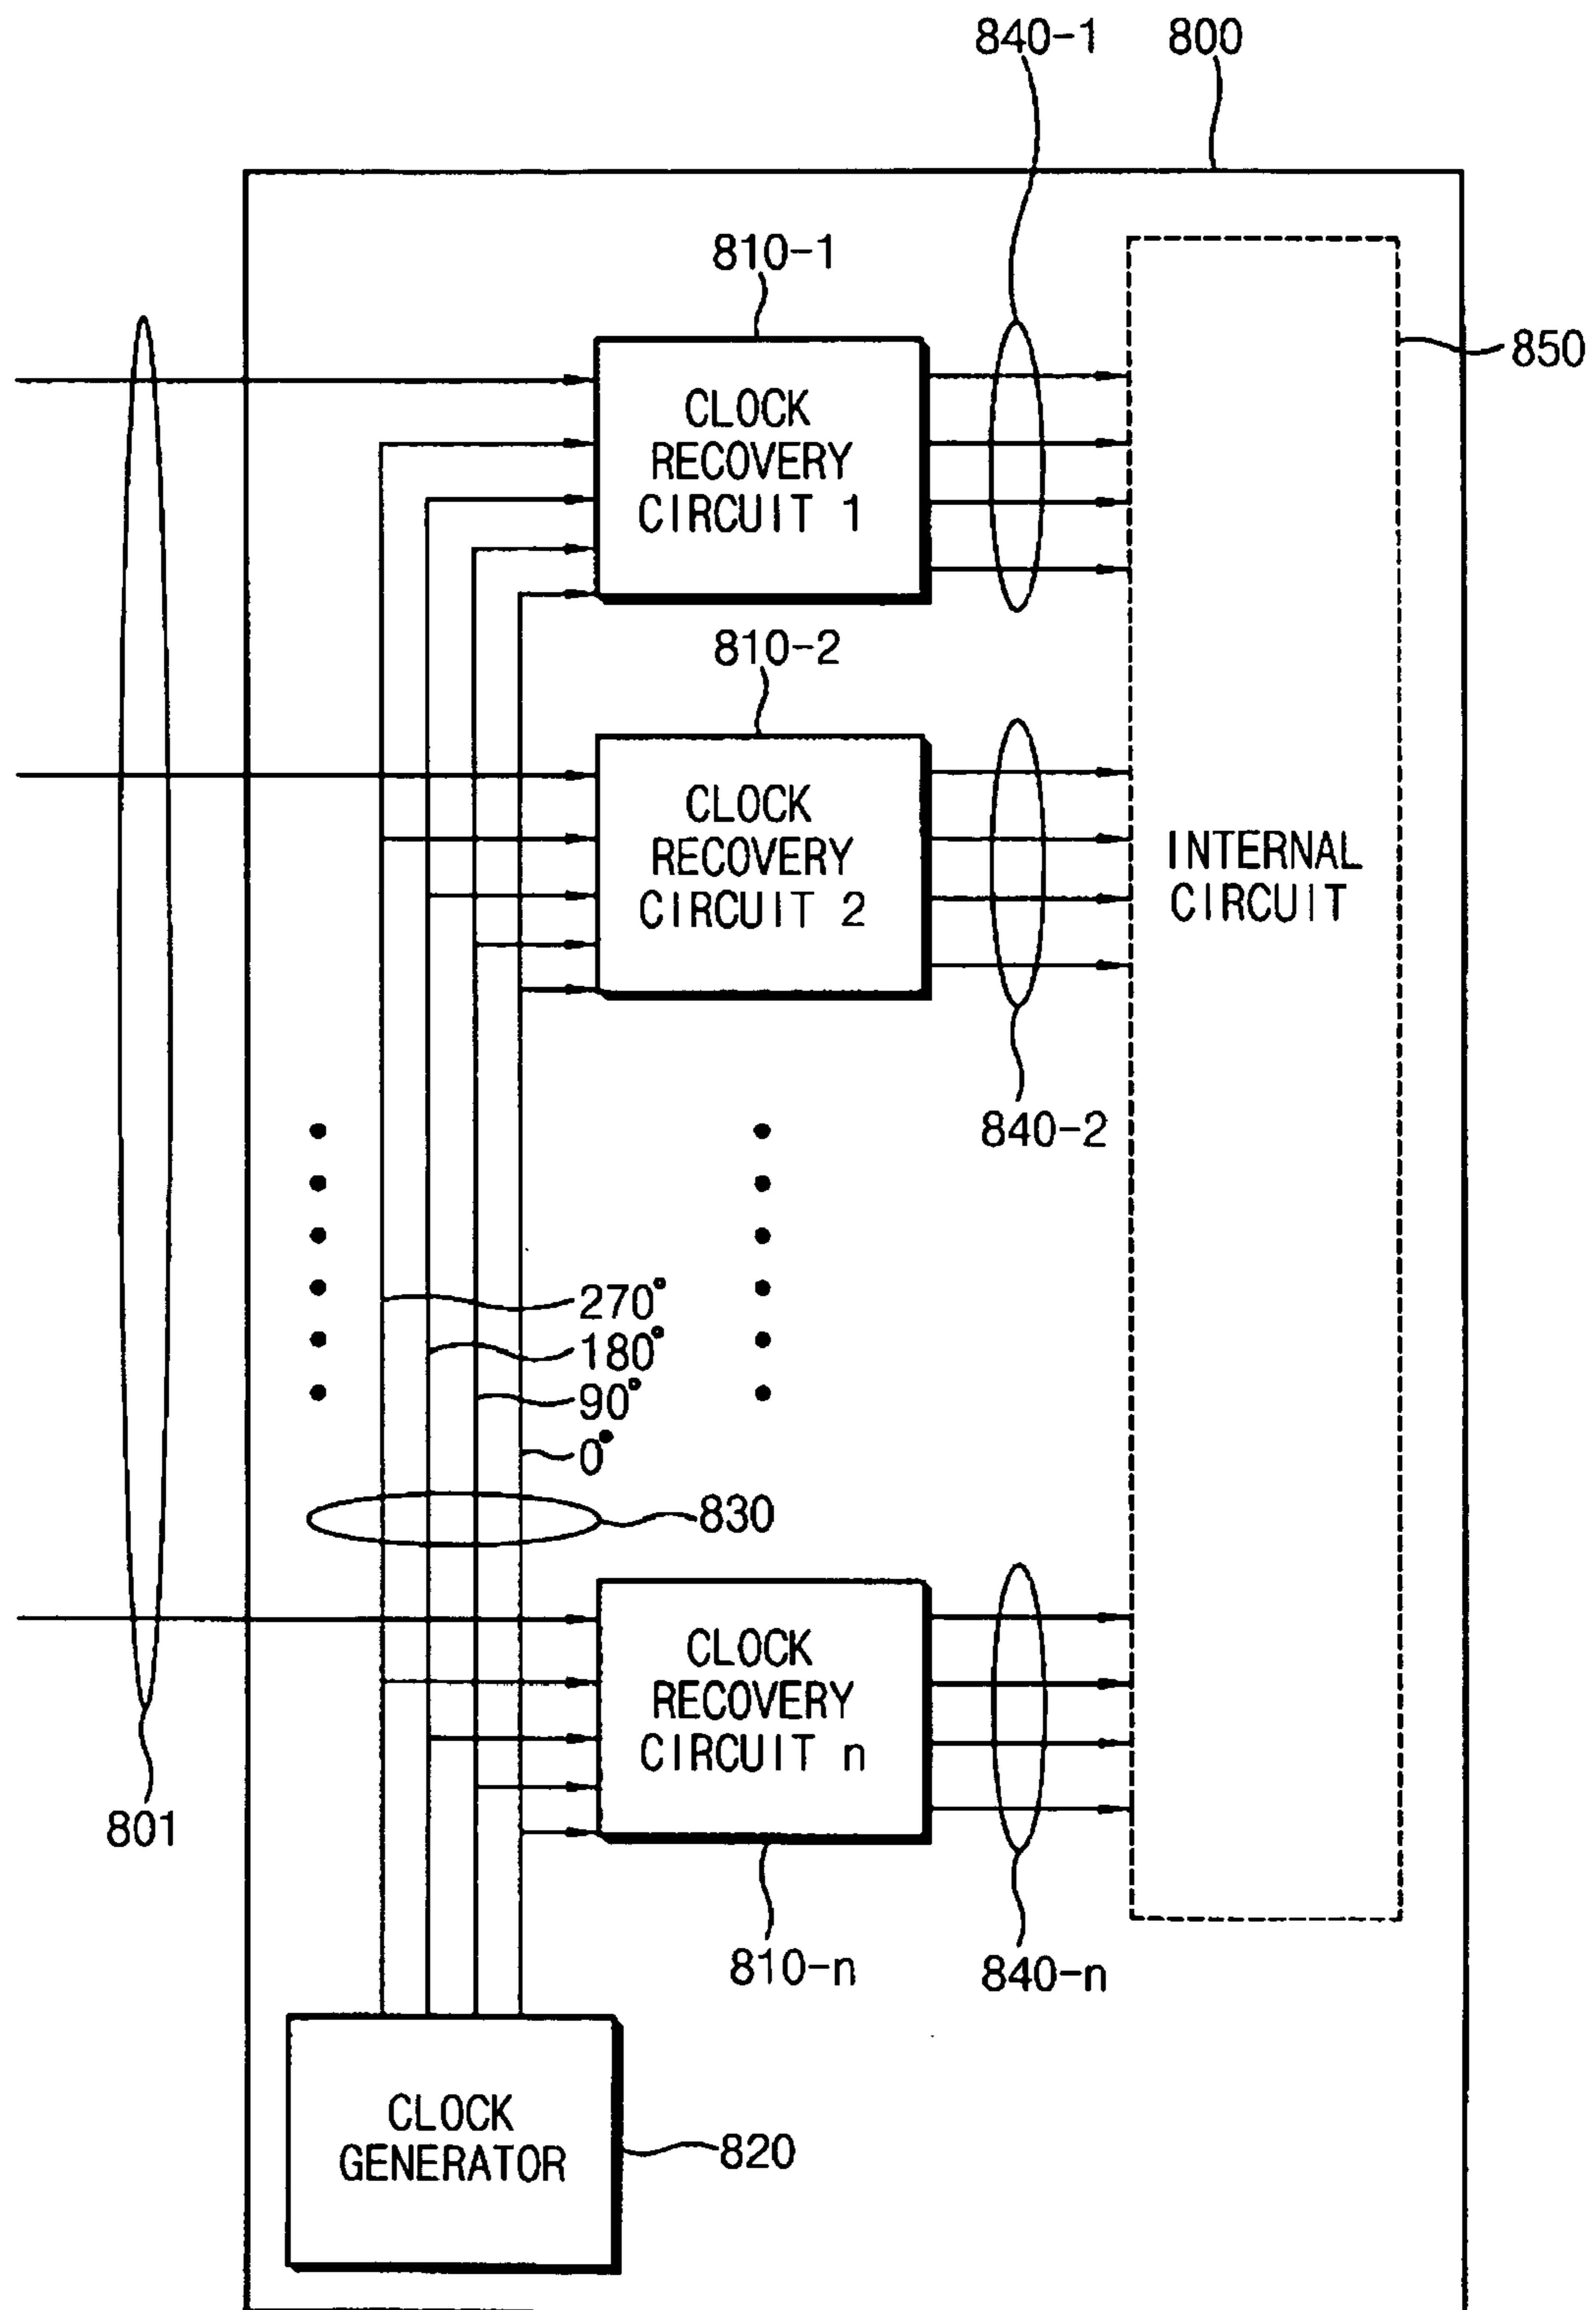 840-1 800
810-1
850
CLOCK
RECOVERY
CIRCUIT 1
810-2
CLOCK
RECOVERY
CIRCUIT 2
INTERNAL
CIRCUIT
840-2
270°
180°
90°
0°
830
CLOCK
RECOVERY
CIRCUIT n
801
810-n
840-n
CLOCK
GENERATOR
820